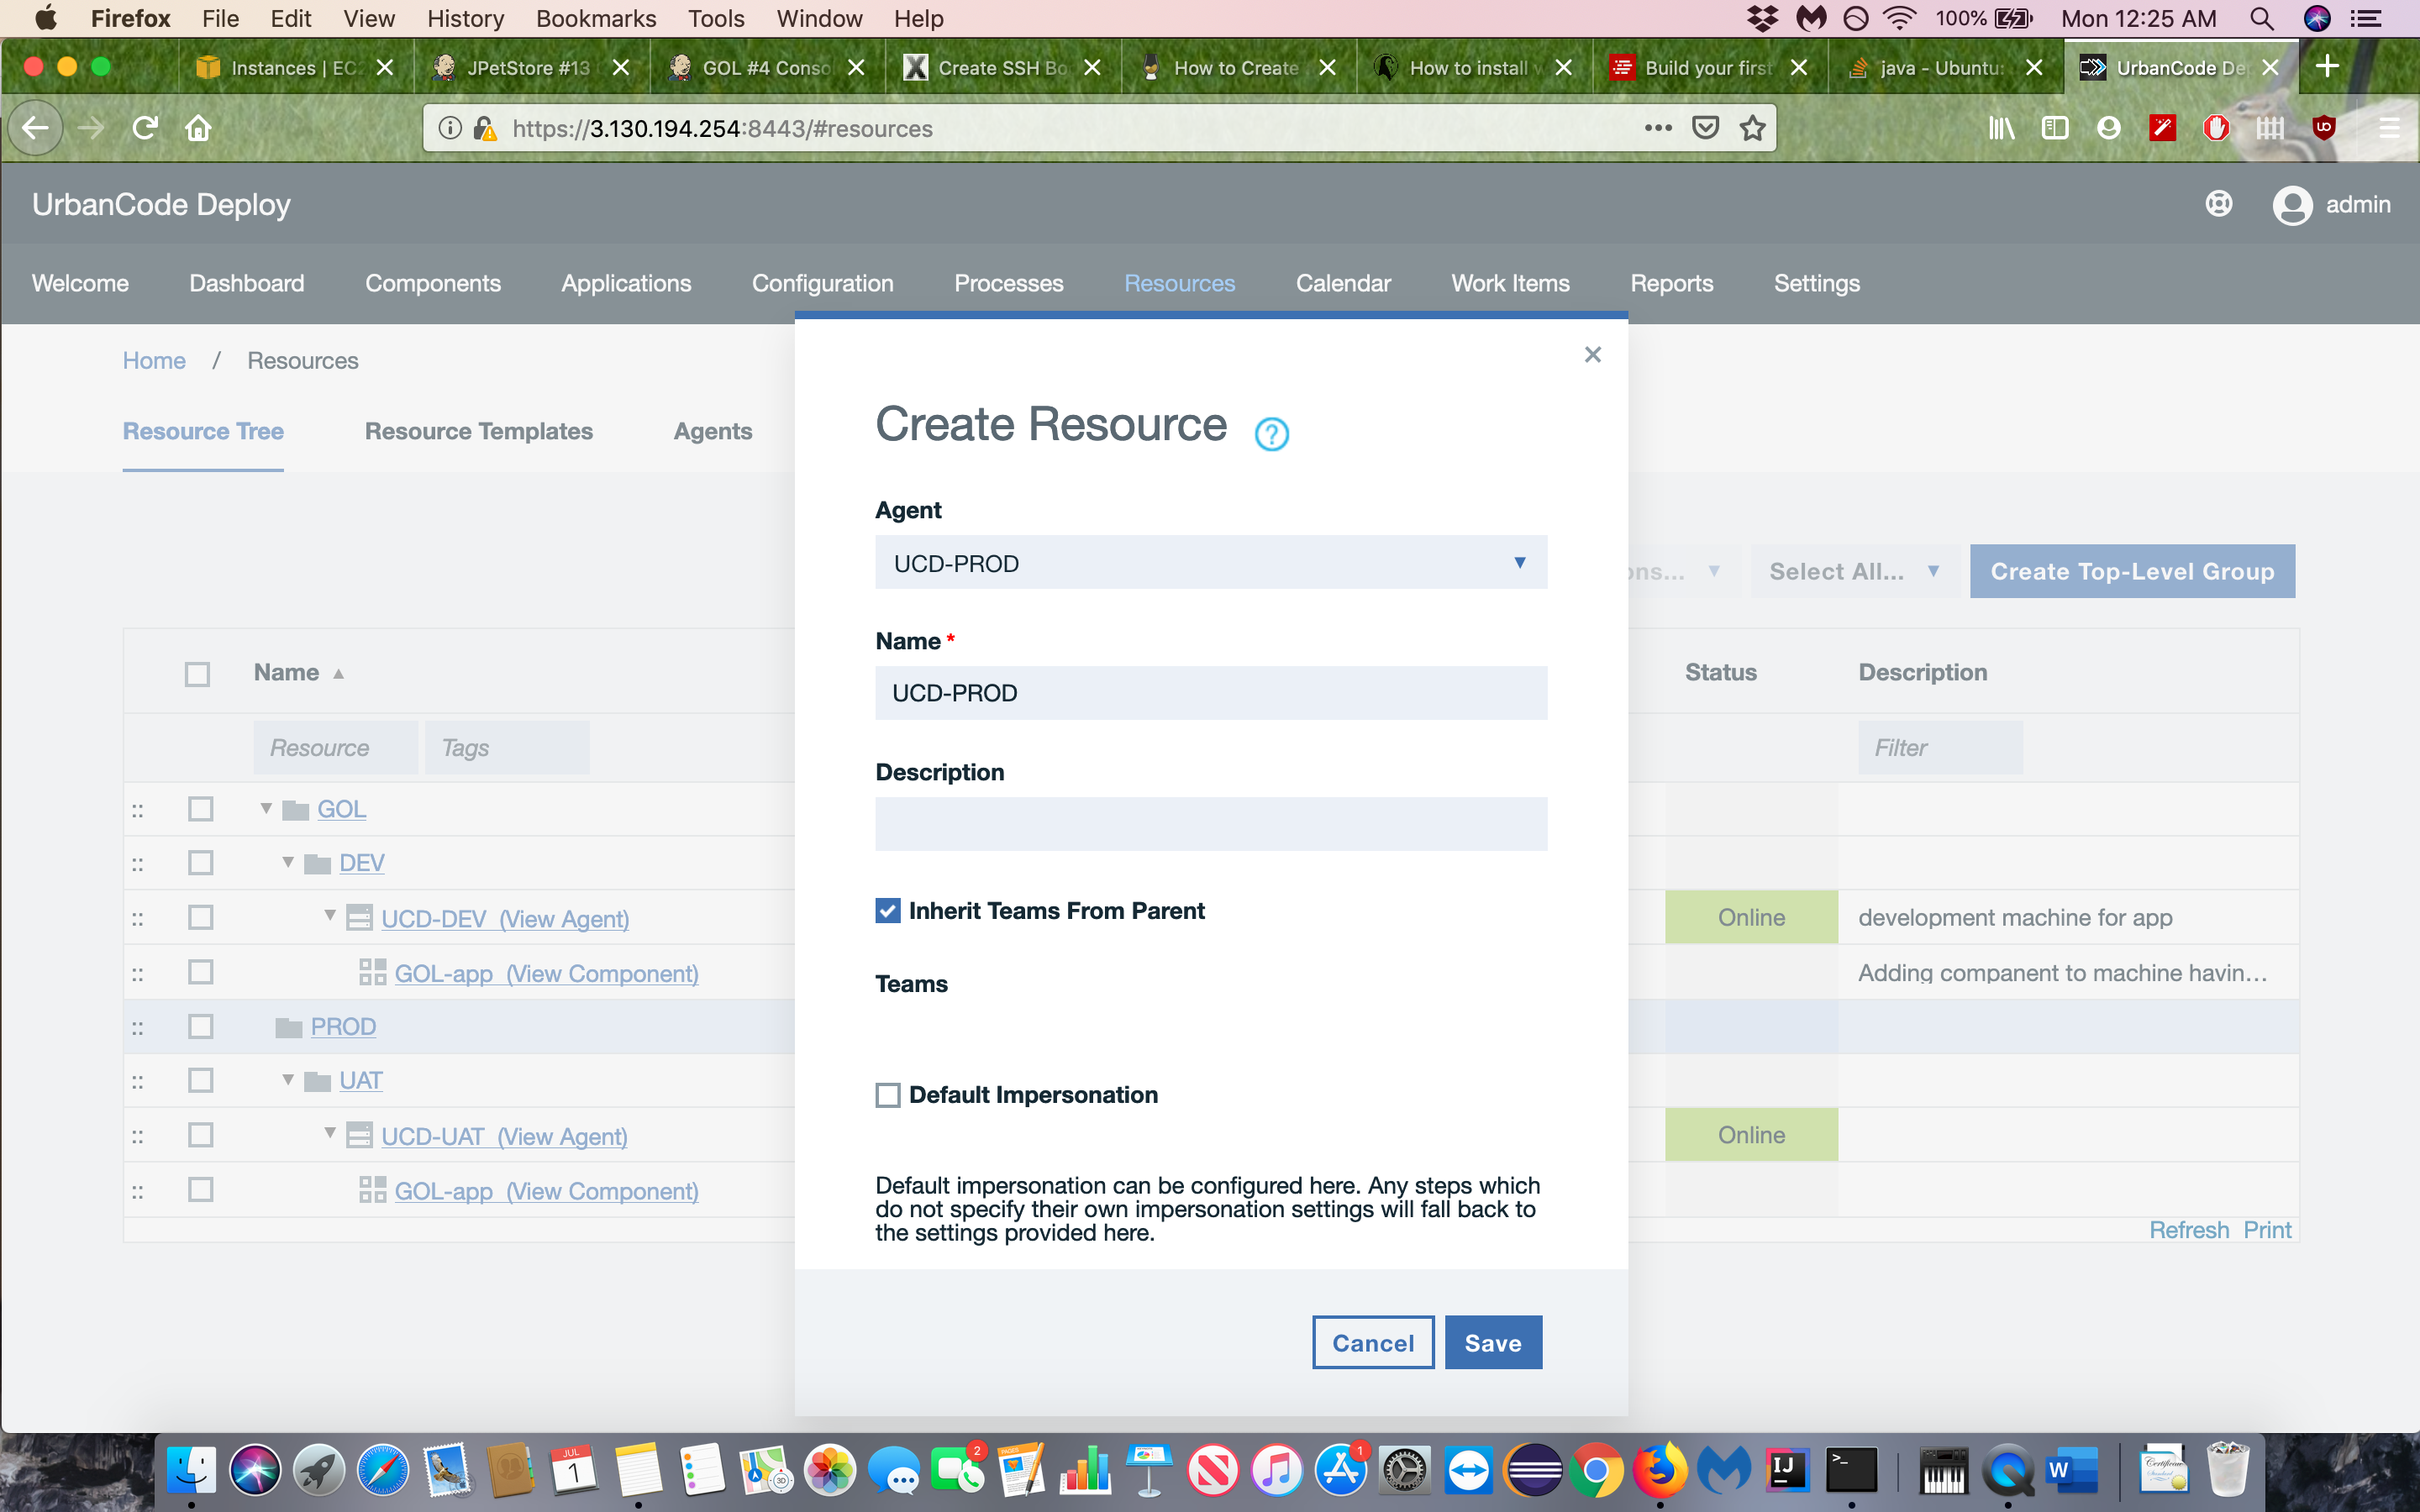 Firefox File Edit View History Bookmarks Tools Window Help 100% Mon 12:25 AM
Instances | EC JPetStore #13 GOL #4 Conso Create SSH Bo How to Create How to install Build your first java - Ubuntu: UrbanCode De
https://3.130.194.254:8443/#resources
UrbanCode Deploy admin
Welcome Dashboard Components Applications Configuration Processes Resources Calendar Work Items Reports Settings
Home / Resources
Resource Tree Resource Templates Agents
Create Resource ?
Agent
UCD-PROD
Name *
UCD-PROD
Description
Inherit Teams From Parent
Teams
Default Impersonation
Default impersonation can be configured here. Any steps which
do not specify their own impersonation settings will fall back to
the settings provided here.
Cancel Save
ons... Select All... Create Top-Level Group
Name Status Description
Resource Tags Filter
GOL
DEV
UCD-DEV (View Agent) Online development machine for app
GOL-app (View Component) Adding companent to machine havin...
PROD
UAT
UCD-UAT (View Agent) Online
GOL-app (View Component)
Refresh Print
JUL
1
3D
2
PAGES
1
IJ
>_
W